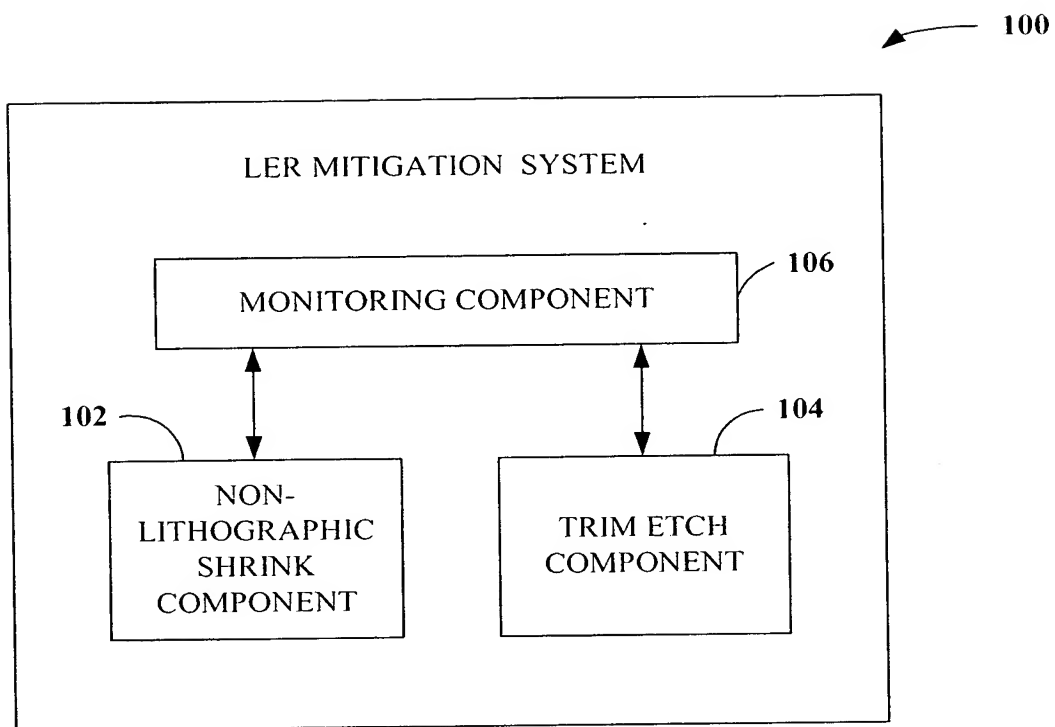 100
LER MITIGATION SYSTEM
106
MONITORING COMPONENT
102
104
NON-
LITHOGRAPHIC
SHRINK
COMPONENT
TRIM ETCH
COMPONENT